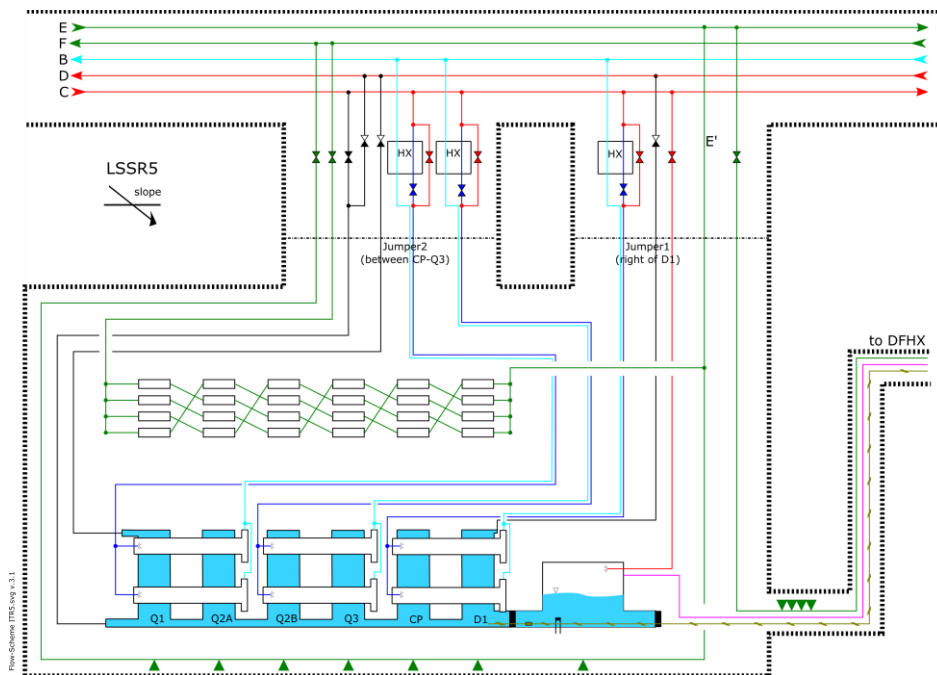 E
F
B
D
C
HX
HX
HX
E'
LSSR5
slope
Jumper2
(between CP-Q3)
Jumper1
(right of D1)
to DFHX
Q1
Q2A
Q2B
Q3
CP
D1
Flow-Scheme ITR5.svg v.3.1